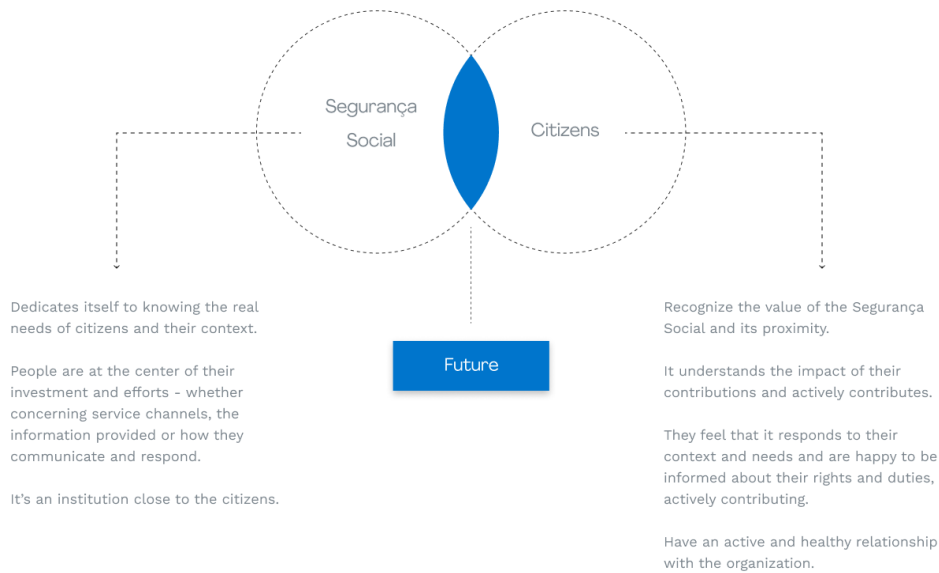 Segurança
Social
Citizens
Future
Dedicates itself to knowing the real
needs of citizens and their context.
People are at the center of their
investment and efforts - whether
concerning service channels, the
information provided or how they
communicate and respond.
It's an institution close to the citizens.
Recognize the value of the Segurança
Social and its proximity.
It understands the impact of their
contributions and actively contributes.
They feel that it responds to their
context and needs and are happy to be
informed about their rights and duties,
actively contributing.
Have an active and healthy relationship
with the organization.